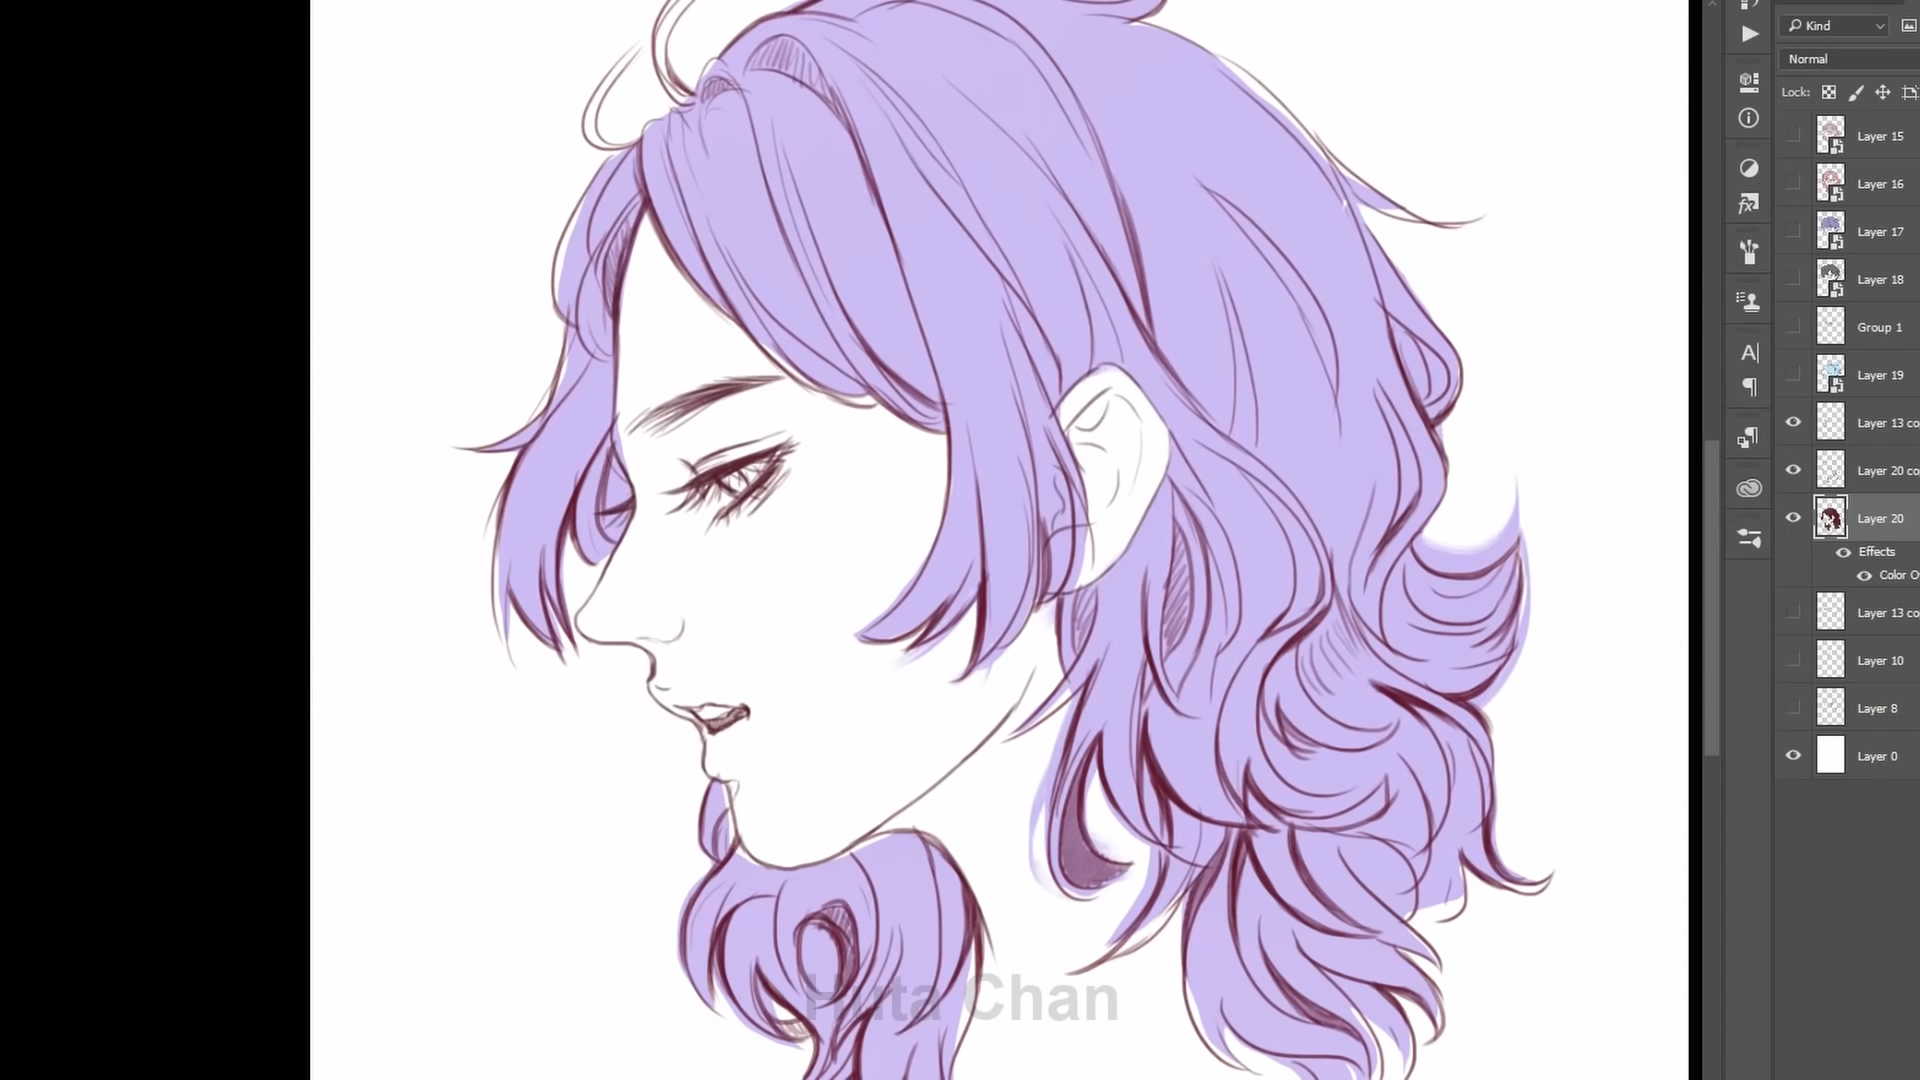 Kind
Normal
Lock:
Layer 15
Layer 16
Layer 17
Layer 18
Group 1
Layer 19
Layer 13 co
Layer 20 co
Layer 20
Effects
Color O
Layer 13 co
Layer 10
Layer 8
Layer 0
Huta Chan